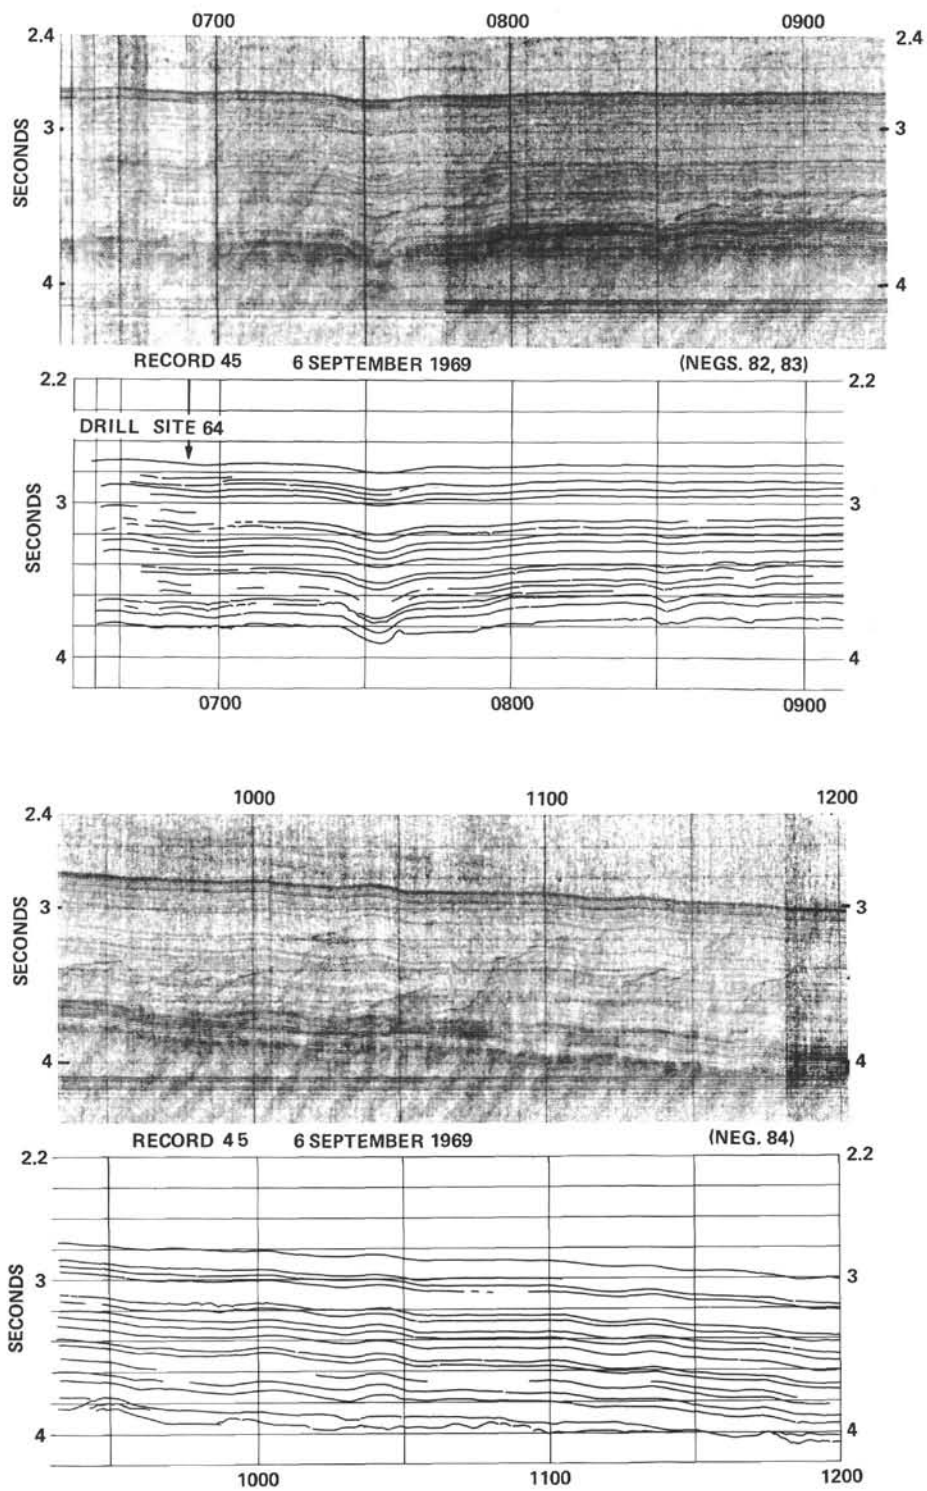 0700 0800 0900
2.4 2.4
SECONDS
3 3
4 4
RECORD 45 6 SEPTEMBER 1969 (NEGS. 82, 83)
2.2 2.2
DRILL SITE 64
SECONDS
3 3
4 4
0700 0800 0900
1000 1100 1200
2.4
SECONDS
3 3
4 4
RECORD 45 6 SEPTEMBER 1969 (NEG. 84)
2.2 2.2
SECONDS
3 3
4 4
1000 1100 1200